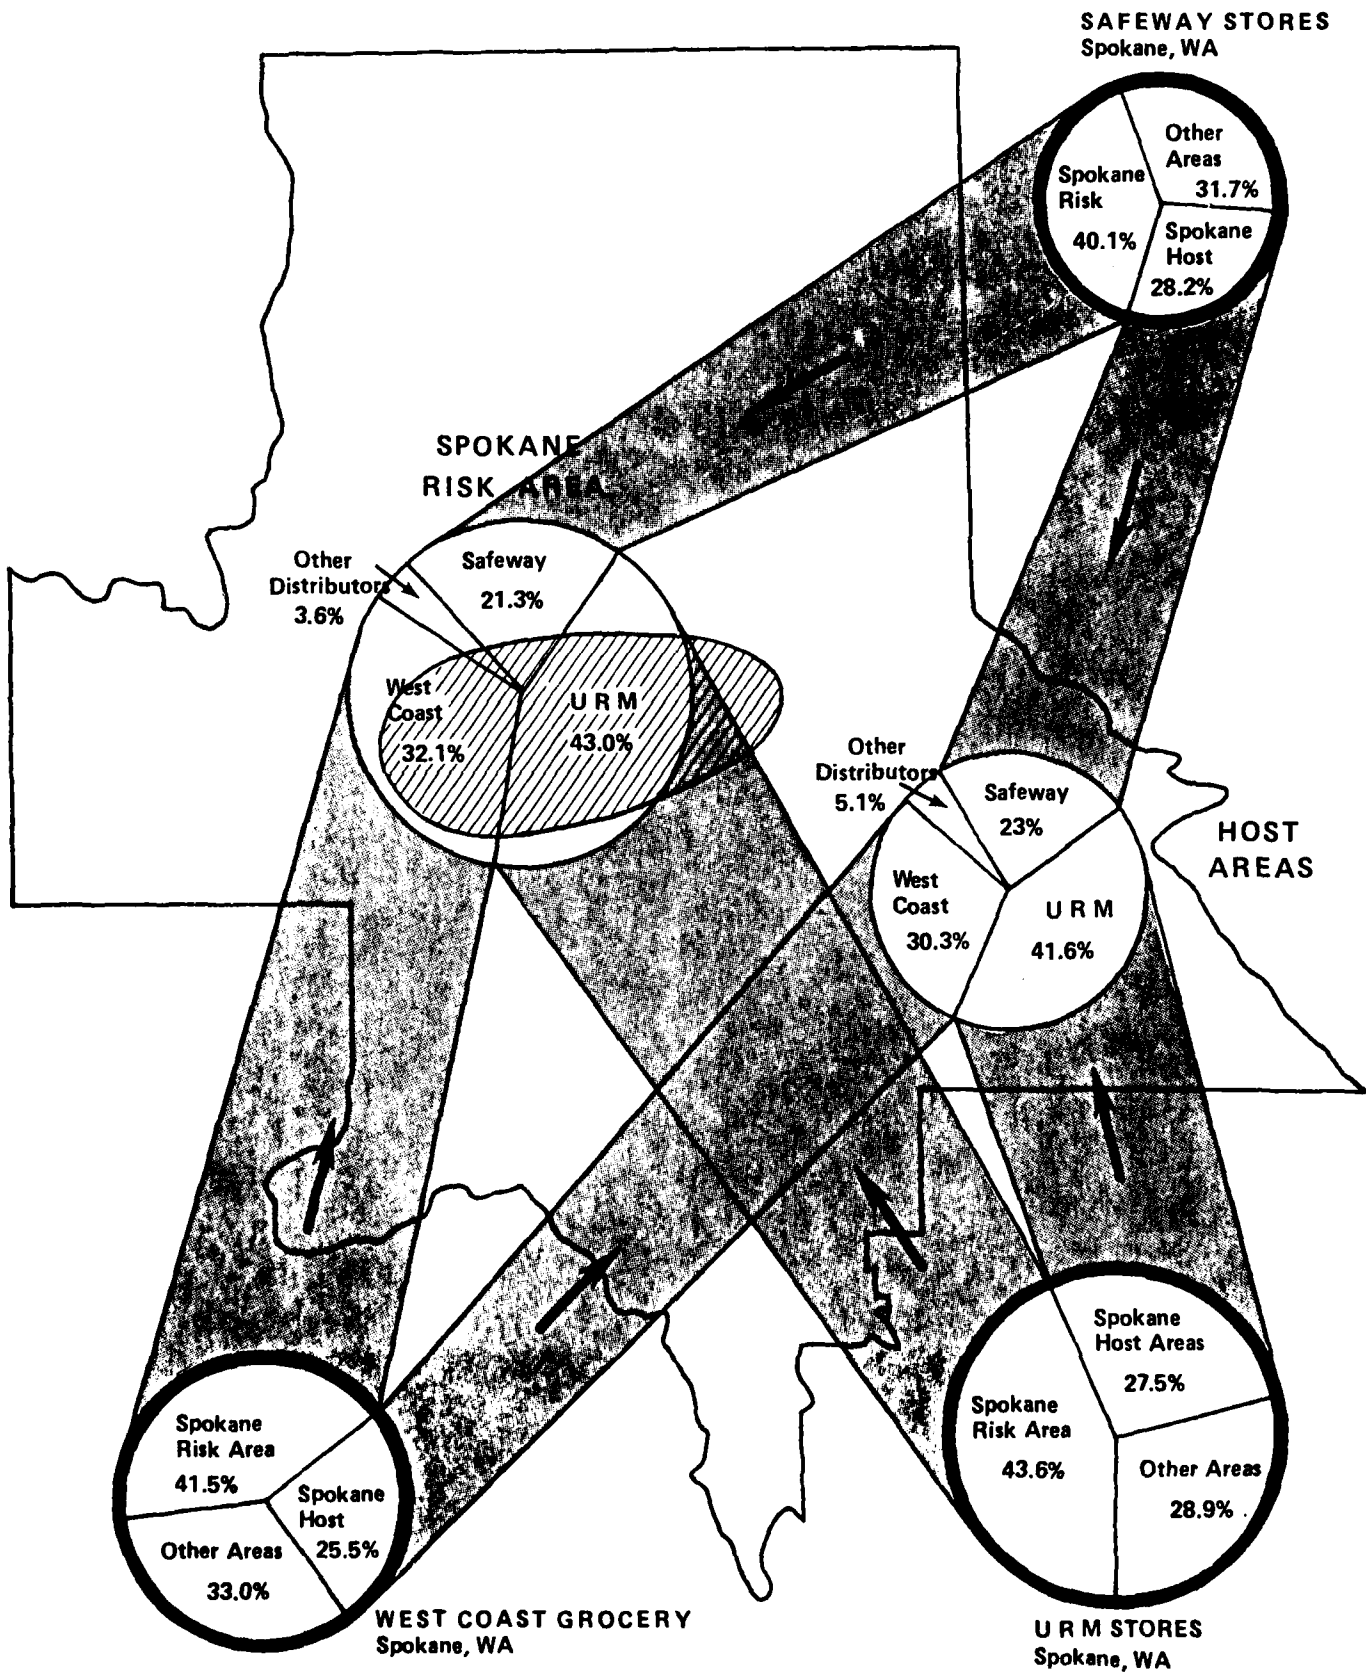 SAFEWAY STORES
Spokane, WA
Other
Areas
31.7%
Spokane
Risk
40.1%
Spokane
Host
28.2%
SPOKANE
RISK AREA
Other
Distributors
3.6%
Safeway
21.3%
West
Coast
32.1%
URM
43.0%
Other
Distributors
5.1%
Safeway
23%
HOST
AREAS
West
Coast
30.3%
URM
41.6%
Spokane
Host Areas
27.5%
Spokane
Risk Area
43.6%
Other Areas
28.9%
Spokane
Risk Area
41.5%
Spokane
Host
25.5%
Other Areas
33.0%
WEST COAST GROCERY
Spokane, WA
URM STORES
Spokane, WA